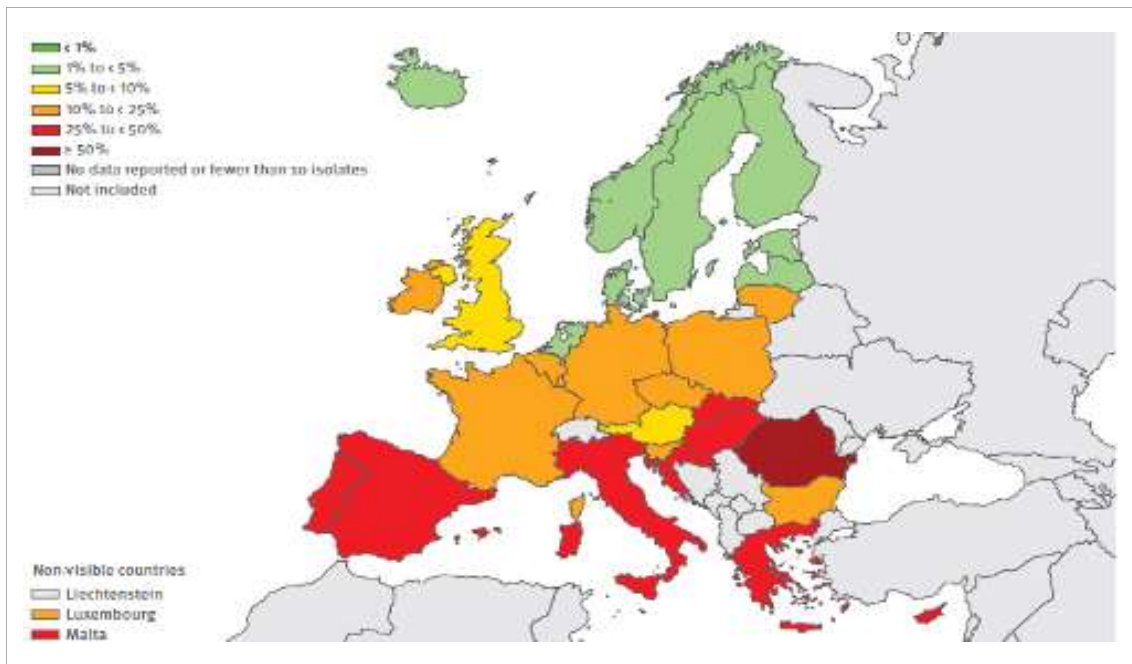 < 1%
1% to < 5%
5% to < 10%
10% to < 25%
25% to < 50%
≥ 50%
No data reported or fewer than 10 isolates
Not included
Non-visible countries
Liechtenstein
Luxembourg
Malta